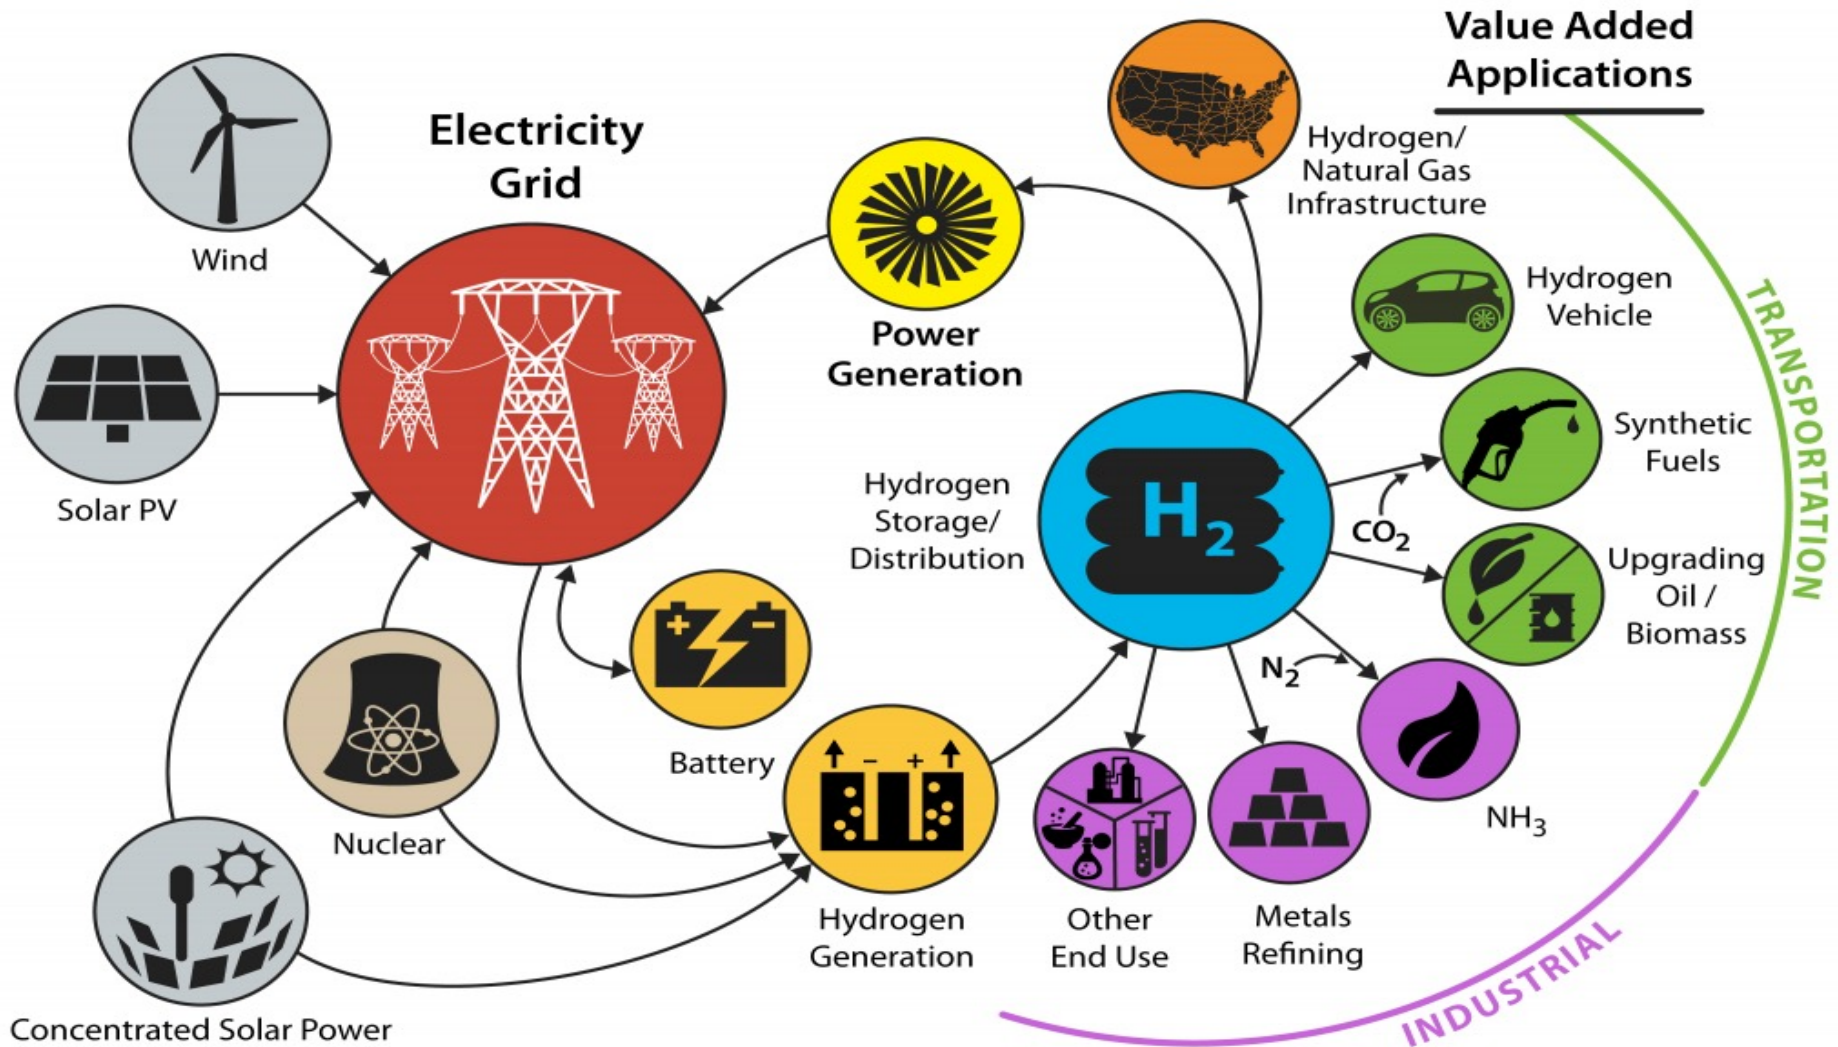 Value Added
Applications
Electricity
Grid
Wind
Solar PV
Nuclear
Concentrated Solar Power
+ -
Battery
Power
Generation
- +
Hydrogen
Generation
Hydrogen
Storage/
Distribution
H2
Hydrogen/
Natural Gas
Infrastructure
Hydrogen
Vehicle
Synthetic
Fuels
CO2
Upgrading
Oil /
Biomass
N2
NH3
Metals
Refining
Other
End Use
TRANSPORTATION
INDUSTRIAL